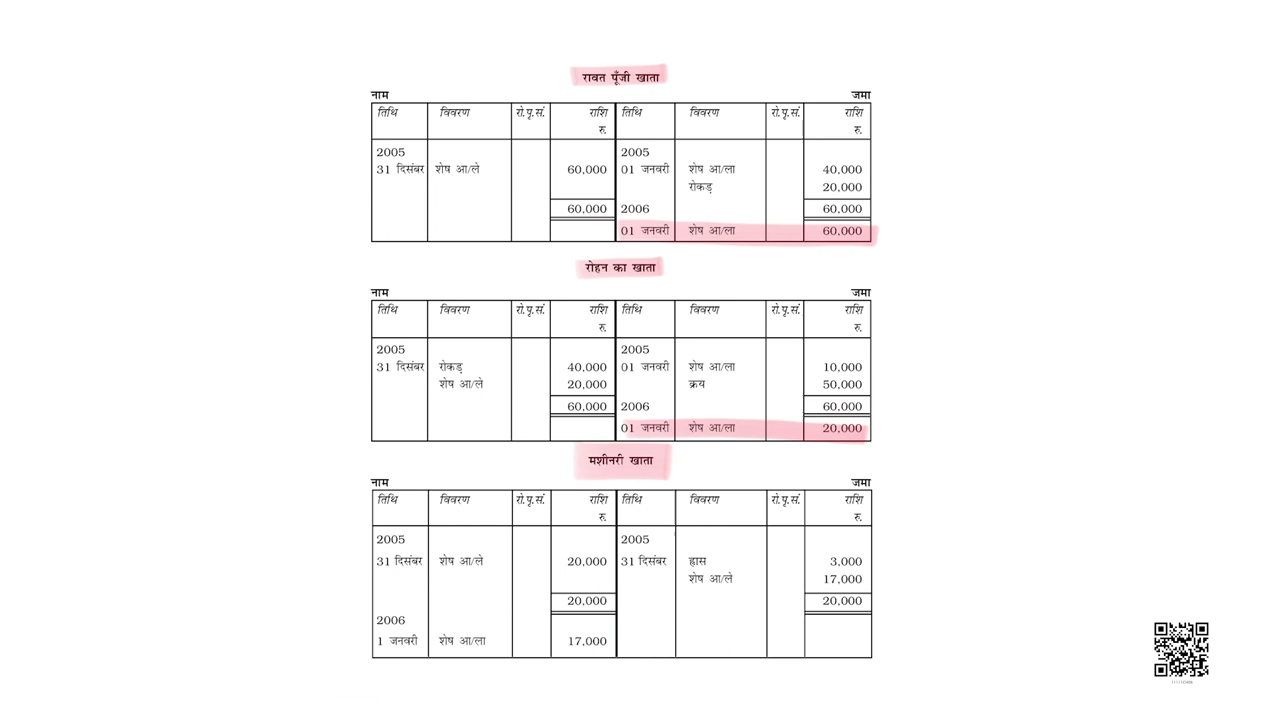 रावत पूँजी खाता
नाम जमा
तिथि विवरण रो.पृ.सं. राशि तिथि विवरण रो.पृ.सं. राशि
रु. रु.
2005 2005
31 दिसंबर शेष आ/ले 60,000 01 जनवरी शेष आ/ला 40,000
रोकड़ 20,000
60,000 2006 60,000
01 जनवरी शेष आ/ला 60,000
रोहन का खाता
नाम जमा
तिथि विवरण रो.पृ.सं. राशि तिथि विवरण रो.पृ.सं. राशि
रु. रु.
2005 2005
31 दिसंबर रोकड़ 40,000 01 जनवरी शेष आ/ला 10,000
शेष आ/ले 20,000 क्रय 50,000
60,000 2006 60,000
01 जनवरी शेष आ/ला 20,000
मशीनरी खाता
नाम जमा
तिथि विवरण रो.पृ.सं. राशि तिथि विवरण रो.पृ.सं. राशि
रु. रु.
2005 2005
31 दिसंबर शेष आ/ले 20,000 31 दिसंबर ह्रास 3,000
शेष आ/ले 17,000
20,000 20,000
2006
1 जनवरी शेष आ/ला 17,000